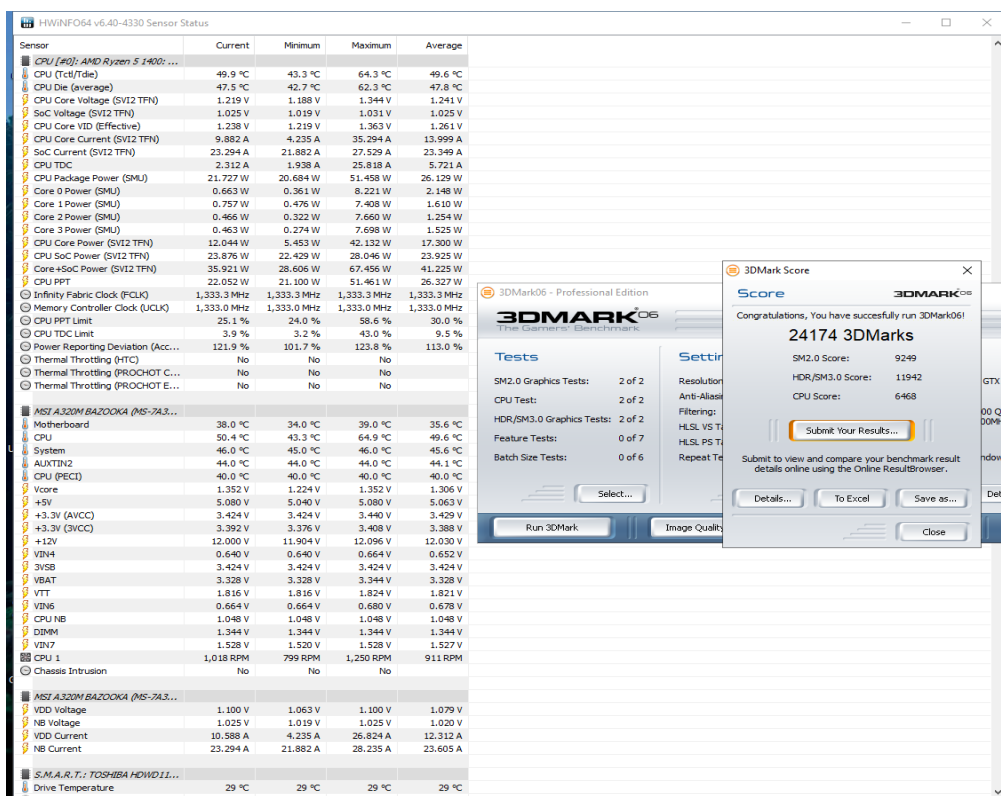 HWiNFO64 v6.40-4330 Sensor Status
Sensor Current Minimum Maximum Average
CPU [#0]: AMD Ryzen 5 1400: ...
CPU (Tctl/Tdie) 49.9 °C 43.3 °C 64.3 °C 49.6 °C
CPU Die (average) 47.5 °C 42.7 °C 62.3 °C 47.8 °C
CPU Core Voltage (SVI2 TFN) 1.219 V 1.188 V 1.344 V 1.241 V
SoC Voltage (SVI2 TFN) 1.025 V 1.019 V 1.031 V 1.025 V
CPU Core VID (Effective) 1.238 V 1.219 V 1.363 V 1.261 V
CPU Core Current (SVI2 TFN) 9.882 A 4.235 A 35.294 A 13.999 A
SoC Current (SVI2 TFN) 23.294 A 21.882 A 27.529 A 23.349 A
CPU TDC 2.312 A 1.938 A 25.818 A 5.721 A
CPU Package Power (SMU) 21.727 W 20.684 W 51.458 W 26.129 W
Core 0 Power (SMU) 0.663 W 0.361 W 8.221 W 2.148 W
Core 1 Power (SMU) 0.757 W 0.476 W 7.408 W 1.610 W
Core 2 Power (SMU) 0.466 W 0.322 W 7.660 W 1.254 W
Core 3 Power (SMU) 0.463 W 0.274 W 7.698 W 1.525 W
CPU Core Power (SVI2 TFN) 12.044 W 5.453 W 42.132 W 17.300 W
CPU SoC Power (SVI2 TFN) 23.876 W 22.429 W 28.046 W 23.925 W
Core+SoC Power (SVI2 TFN) 35.921 W 28.606 W 67.456 W 41.225 W
CPU PPT 22.052 W 21.100 W 51.461 W 26.327 W
Infinity Fabric Clock (FCLK) 1,333.3 MHz 1,333.3 MHz 1,333.3 MHz 1,333.3 MHz
Memory Controller Clock (UCLK) 1,333.0 MHz 1,333.0 MHz 1,333.0 MHz 1,333.0 MHz
CPU PPT Limit 25.1 % 24.0 % 58.6 % 30.0 %
CPU TDC Limit 3.9 % 3.2 % 43.0 % 9.5 %
Power Reporting Deviation (Acc... 121.9 % 101.7 % 123.8 % 113.0 %
Thermal Throttling (HTC) No No No
Thermal Throttling (PROCHOT C... No No No
Thermal Throttling (PROCHOT E... No No No
MSI A320M BAZOOKA (MS-7A3...
Motherboard 38.0 °C 34.0 °C 39.0 °C 35.6 °C
CPU 50.4 °C 43.3 °C 64.9 °C 49.6 °C
System 46.0 °C 45.0 °C 46.0 °C 45.6 °C
AUXTIN2 44.0 °C 44.0 °C 44.0 °C 44.1 °C
CPU (PECI) 40.0 °C 40.0 °C 40.0 °C 40.0 °C
Vcore 1.352 V 1.224 V 1.352 V 1.306 V
+5V 5.080 V 5.040 V 5.080 V 5.063 V
+3.3V (AVCC) 3.424 V 3.424 V 3.440 V 3.429 V
+3.3V (3VCC) 3.392 V 3.376 V 3.408 V 3.388 V
+12V 12.000 V 11.904 V 12.096 V 12.030 V
VIN4 0.640 V 0.640 V 0.664 V 0.652 V
3VSB 3.424 V 3.424 V 3.424 V 3.424 V
VBAT 3.328 V 3.328 V 3.344 V 3.328 V
VTT 1.816 V 1.816 V 1.824 V 1.821 V
VIN6 0.664 V 0.664 V 0.680 V 0.678 V
CPU NB 1.048 V 1.048 V 1.048 V 1.048 V
DIMM 1.344 V 1.344 V 1.344 V 1.344 V
VIN7 1.528 V 1.520 V 1.528 V 1.527 V
CPU 1 1,018 RPM 799 RPM 1,250 RPM 911 RPM
Chassis Intrusion No No No
MSI A320M BAZOOKA (MS-7A3...
VDD Voltage 1.100 V 1.063 V 1.100 V 1.079 V
NB Voltage 1.025 V 1.019 V 1.025 V 1.020 V
VDD Current 10.588 A 4.235 A 26.824 A 12.312 A
NB Current 23.294 A 21.882 A 28.235 A 23.605 A
S.M.A.R.T.: TOSHIBA HDWD11...
Drive Temperature 29 °C 29 °C 29 °C 29 °C
3DMark06 - Professional Edition
3DMARK06
The Gamers' Benchmark
Tests
SM2.0 Graphics Tests: 2 of 2
CPU Test: 2 of 2
HDR/SM3.0 Graphics Tests: 2 of 2
Feature Tests: 0 of 7
Batch Size Tests: 0 of 6
Select...
Run 3DMark
Settin
Resolution
Anti-Aliasi
Filtering:
HLSL VS Ta
HLSL PS Ta
Repeat Te
Image Quality
GTX
00 Q
00MH
ndow
Det
3DMark Score
Score 3DMARK06
Congratulations, You have succesfully run 3DMark06!
24174 3DMarks
SM2.0 Score: 9249
HDR/SM3.0 Score: 11942
CPU Score: 6468
Submit Your Results...
Submit to view and compare your benchmark result
details online using the Online ResultBrowser.
Details... To Excel Save as...
Close